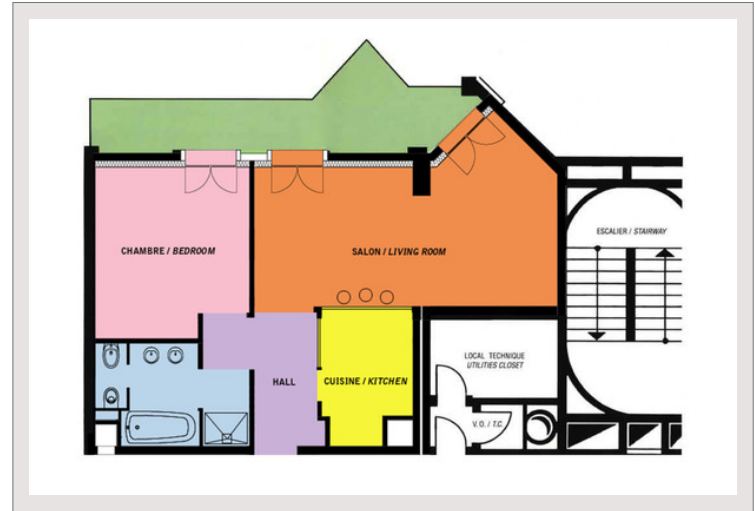 ESCALIER / STAIRWAY
CHAMBRE / BEDROOM
SALON / LIVING ROOM
LOCAL TECHNIQUE
UTILITIES CLOSET
HALL
CUISINE / KITCHEN
V. O. / T.C.